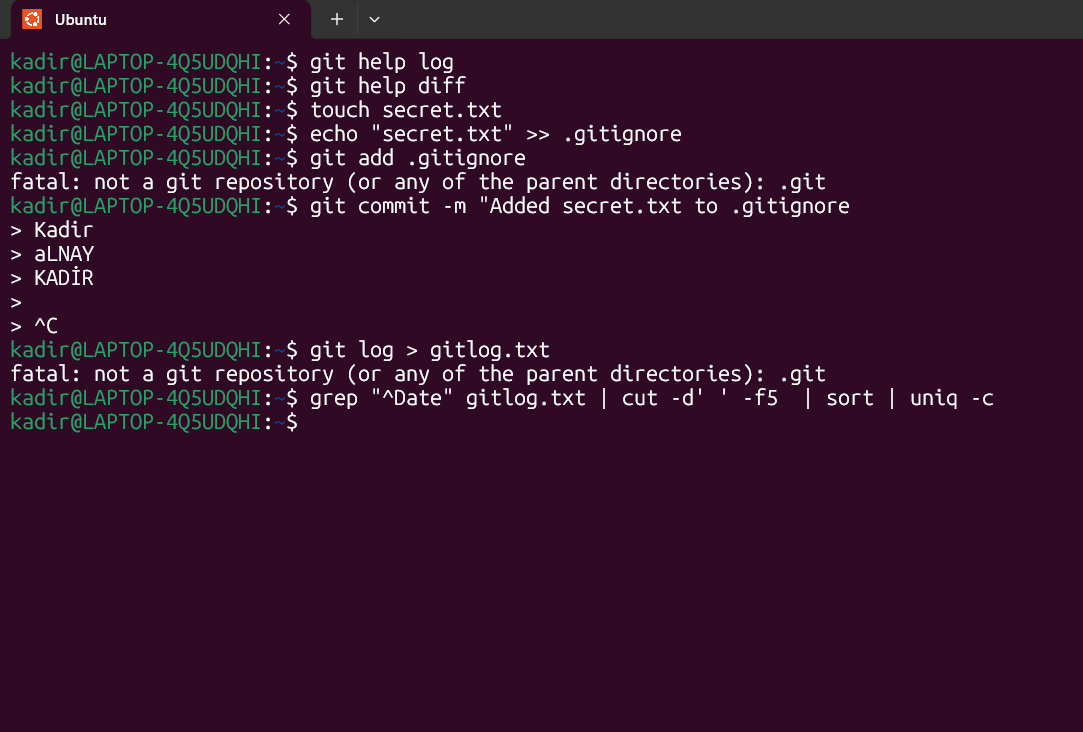 Ubuntu
kadir@LAPTOP-4Q5UDQHI:~$ git help log
kadir@LAPTOP-4Q5UDQHI:~$ git help diff
kadir@LAPTOP-4Q5UDQHI:~$ touch secret.txt
kadir@LAPTOP-4Q5UDQHI:~$ echo "secret.txt" >> .gitignore
kadir@LAPTOP-4Q5UDQHI:~$ git add .gitignore
fatal: not a git repository (or any of the parent directories): .git
kadir@LAPTOP-4Q5UDQHI:~$ git commit -m "Added secret.txt to .gitignore
> Kadir
> aLNAY
> KADİR
>
> ^C
kadir@LAPTOP-4Q5UDQHI:~$ git log > gitlog.txt
fatal: not a git repository (or any of the parent directories): .git
kadir@LAPTOP-4Q5UDQHI:~$ grep "^Date" gitlog.txt | cut -d' ' -f5  | sort | uniq -c
kadir@LAPTOP-4Q5UDQHI:~$